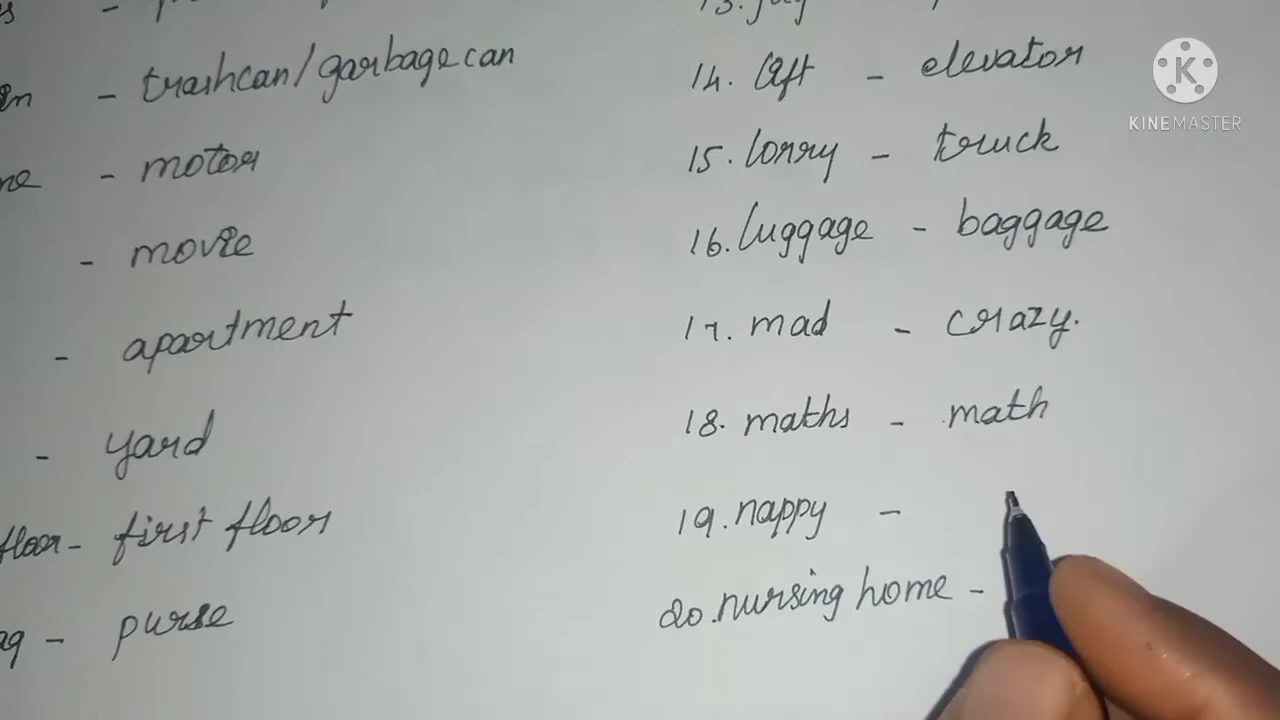 - trashcan/garbage can
- motor
- movie
- apartment
- yard
floor - first floor
- purse
14. lift - elevator
15. lorry - truck
16. luggage - baggage
17. mad - crazy.
18. maths - math
19. nappy -
20. nursing home -
KINEMASTER